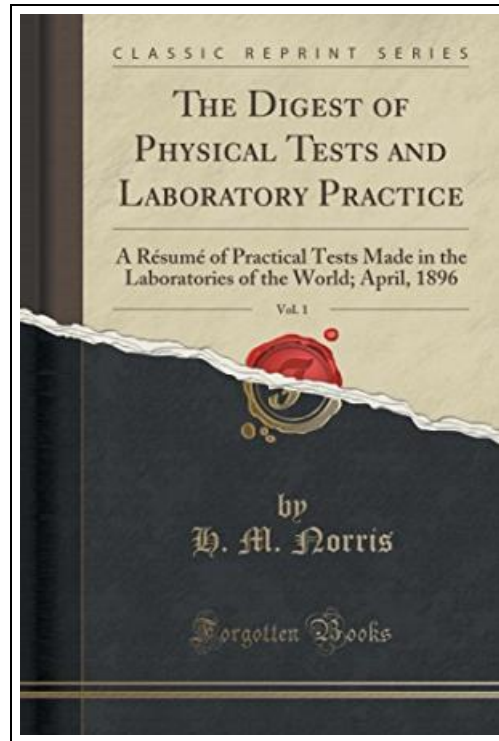 CLASSIC REPRINT SERIES
THE DIGEST OF
PHYSICAL TESTS AND
LABORATORY PRACTICE
A Résumé of Practical Tests Made in the
Laboratories of the World; April, 1896
Vol. 1
by
H. M. Norris
Forgotten Books